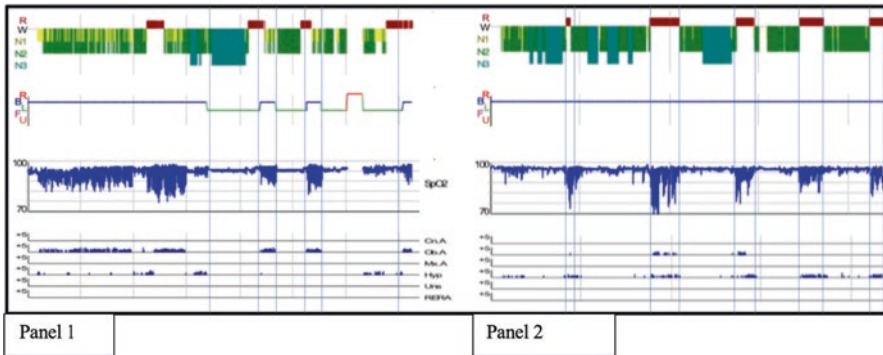 R
W
N1
N2
N3
R
B L
F
U
100
SpO2
70
+S
Cn.A
+S
Ob.A
+S
Mx.A
+S
Hyp
+S
Uns
+S
RERA
Panel 1
R
W
N1
N2
N3
R
B L
F
U
100
70
+S
+S
+S
+S
+S
+S
Panel 2